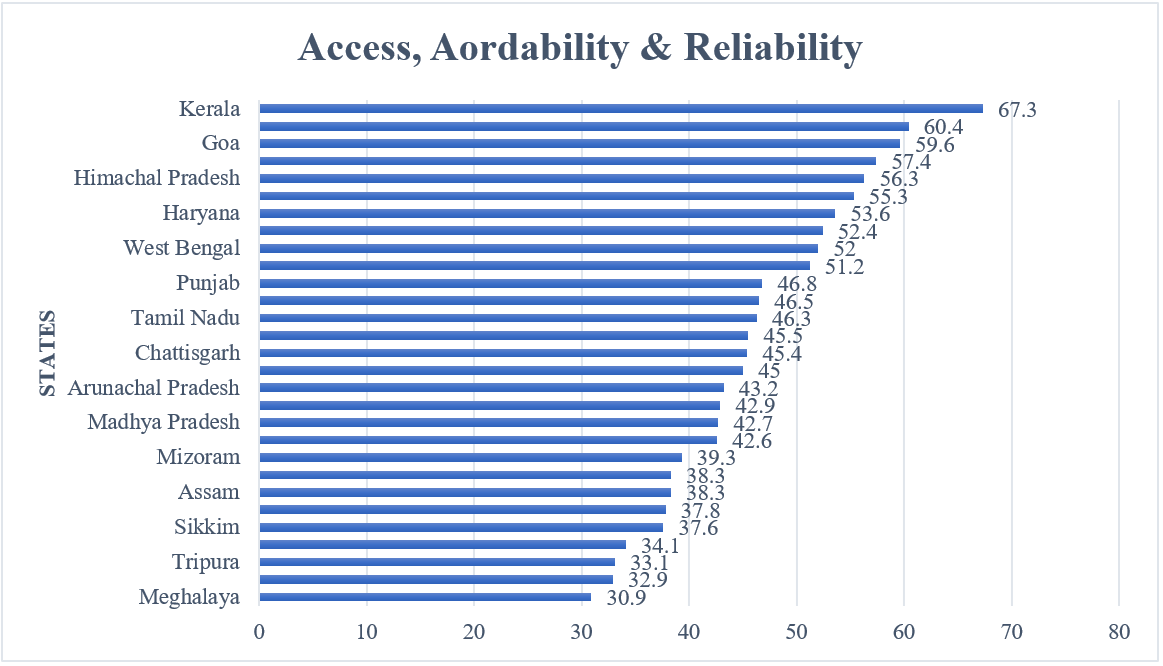 Access, Aordability & Reliability
STATES
Kerala 67.3
60.4
Goa 59.6
57.4
Himachal Pradesh 56.3
55.3
Haryana 53.6
52.4
West Bengal 52
51.2
Punjab 46.8
46.5
Tamil Nadu 46.3
45.5
Chattisgarh 45.4
45
Arunachal Pradesh 43.2
42.9
Madhya Pradesh 42.7
42.6
Mizoram 39.3
38.3
Assam 38.3
37.8
Sikkim 37.6
34.1
Tripura 33.1
32.9
Meghalaya 30.9
0 10 20 30 40 50 60 70 80